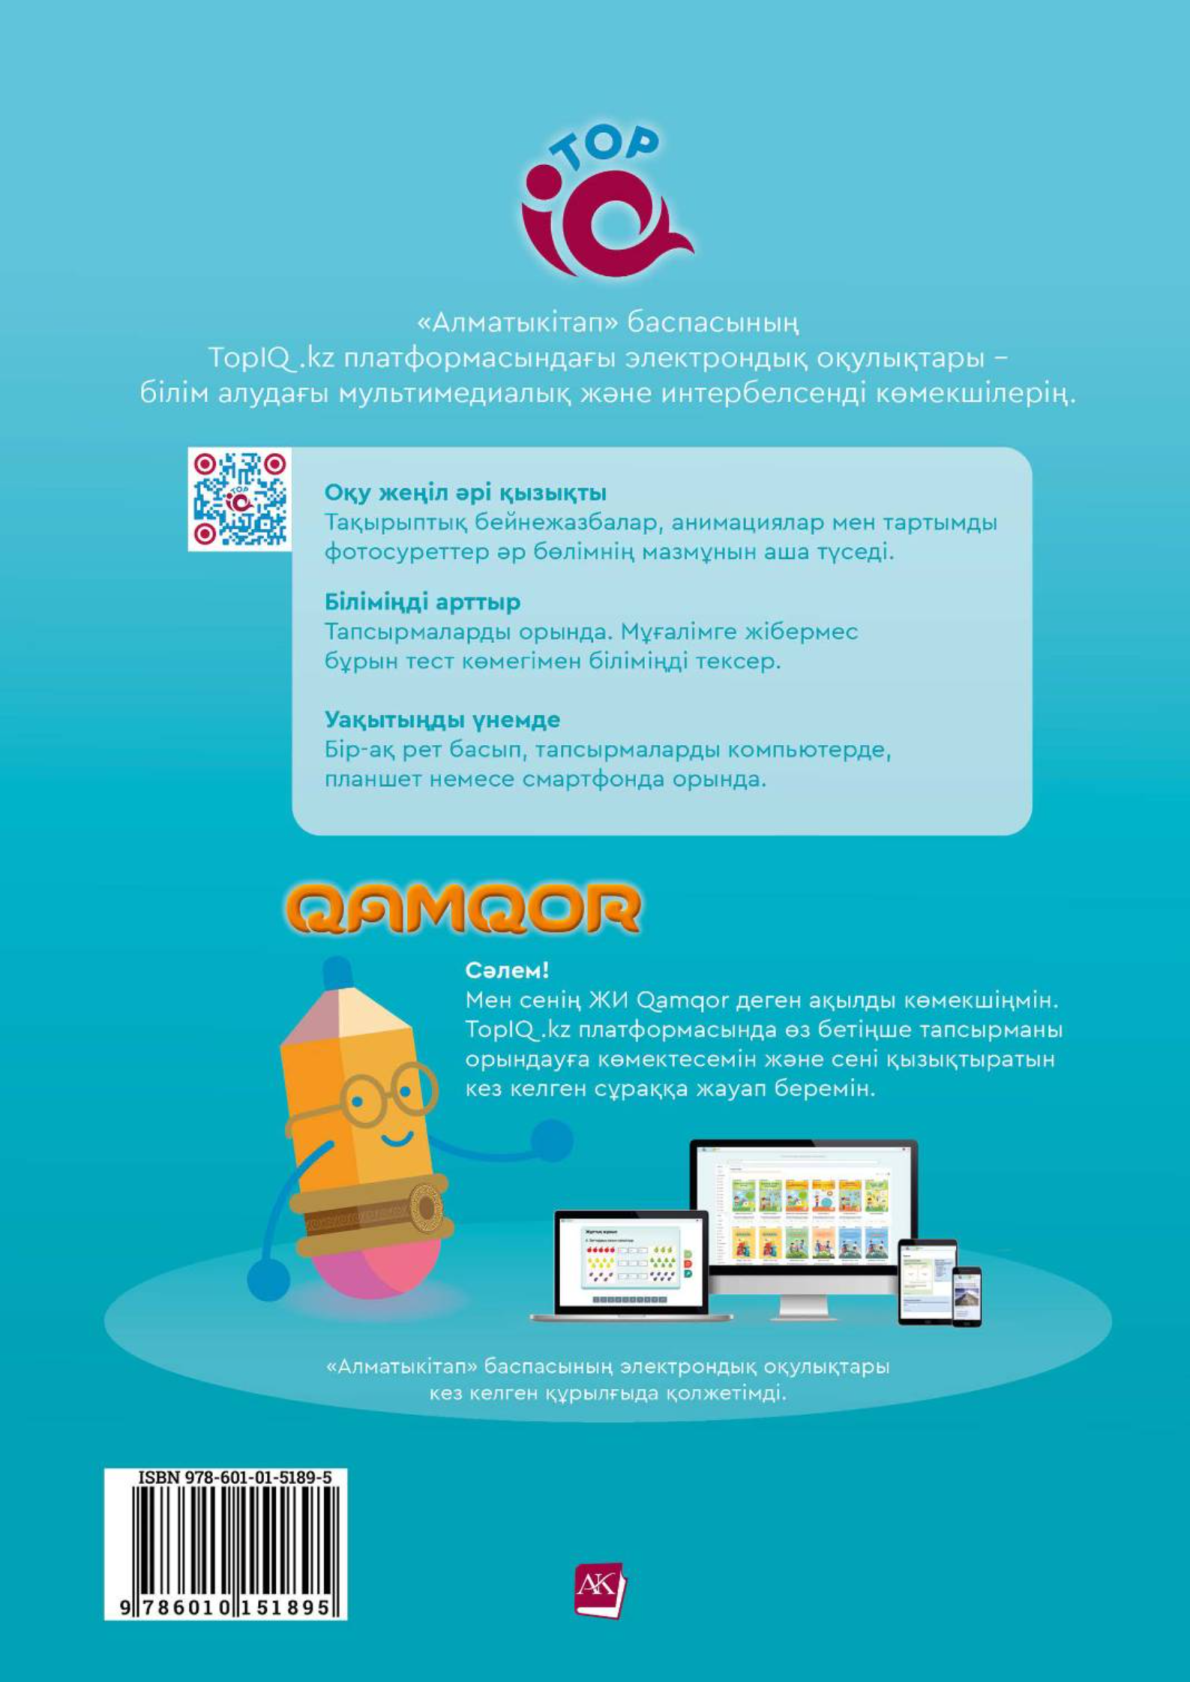 TOP
iQ
«Алматыкітап» баспасының
TopIQ.kz платформасындағы электрондық оқулықтары –
білім алудағы мультимедиалық және интербелсенді көмекшілерің.
Оқу жеңіл әрі қызықты
Тақырыптық бейнежазбалар, анимациялар мен тартымды
фотосуреттер әр бөлімнің мазмұнын аша түседі.
Біліміңді арттыр
Тапсырмаларды орында. Мұғалімге жібермес
бұрын тест көмегімен біліміңді тексер.
Уақытыңды үнемде
Бір-ақ рет басып, тапсырмаларды компьютерде,
планшет немесе смартфонда орында.
QAMQOR
Сәлем!
Мен сенің ЖИ Qamqor деген ақылды көмекшіңмін.
TopIQ.kz платформасында өз бетіңше тапсырманы
орындауға көмектесемін және сені қызықтыратын
кез келген сұраққа жауап беремін.
«Алматыкітап» баспасының электрондық оқулықтары
кез келген құрылғыда қолжетімді.
ISBN 978-601-01-5189-5
9 786010 151895
АК